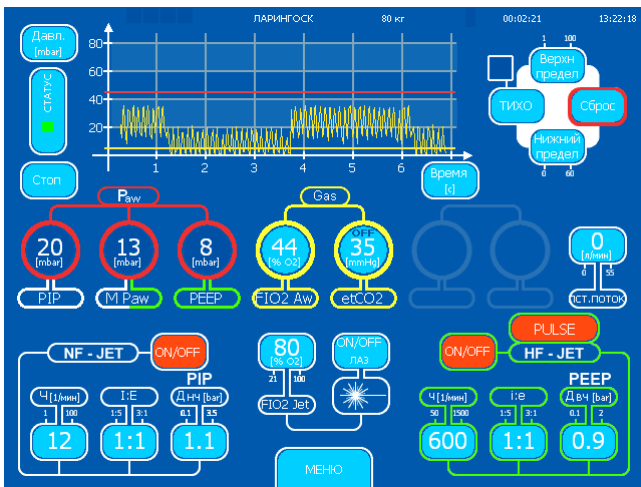 ЛАРИНГОСК 80 кг 00:02:21 13:22:18
Давл.
[mbar]
СТАТУС
Стоп
80
60
40
20
1 2 3 4 5 6
Время
[с]
1 100
Верхн
предел
ТИХО
Сброс
Нижний
предел
0 60
Paw
Gas
20
[mbar]
PIP
13
[mbar]
M Paw
8
[mbar]
PEEP
44
[% O2]
FIO2 Aw
OFF
35
[mmHg]
etCO2
0
[л/мин]
0 55
ПСТ.ПОТОК
NF - JET
ON/OFF
PIP
Ч[1/мин]
1 100
12
I:E
1:5 3:1
1:1
Д НЧ [bar]
0.1 3.5
1.1
80
[% O2]
21 100
FIO2 Jet
ON/OFF
ЛАЗ
МЕНЮ
PULSE
ON/OFF
HF - JET
PEEP
Ч[1/мин]
50 1500
600
i:e
1:5 3:1
1:1
Д ВЧ [bar]
0.1
0.9